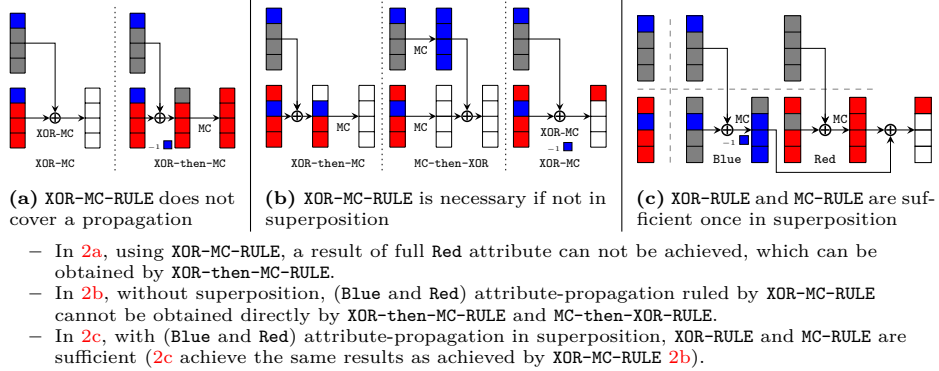 MC
XOR-MC
MC
−1
MC
MC
XOR-MC
−1
MC
−1
MC
Blue
Red
XOR-MC
XOR-then-MC
XOR-then-MC
MC-then-XOR
XOR-MC
(a) XOR-MC-RULE does not
cover a propagation
(b) XOR-MC-RULE is necessary if not in
superposition
(c) XOR-RULE and MC-RULE are suf-
ficient once in superposition
– In 2a, using XOR-MC-RULE, a result of full Red attribute can not be achieved, which can be
obtained by XOR-then-MC-RULE.
– In 2b, without superposition, (Blue and Red) attribute-propagation ruled by XOR-MC-RULE
cannot be obtained directly by XOR-then-MC-RULE and MC-then-XOR-RULE.
– In 2c, with (Blue and Red) attribute-propagation in superposition, XOR-RULE and MC-RULE are
sufficient (2c achieve the same results as achieved by XOR-MC-RULE 2b).